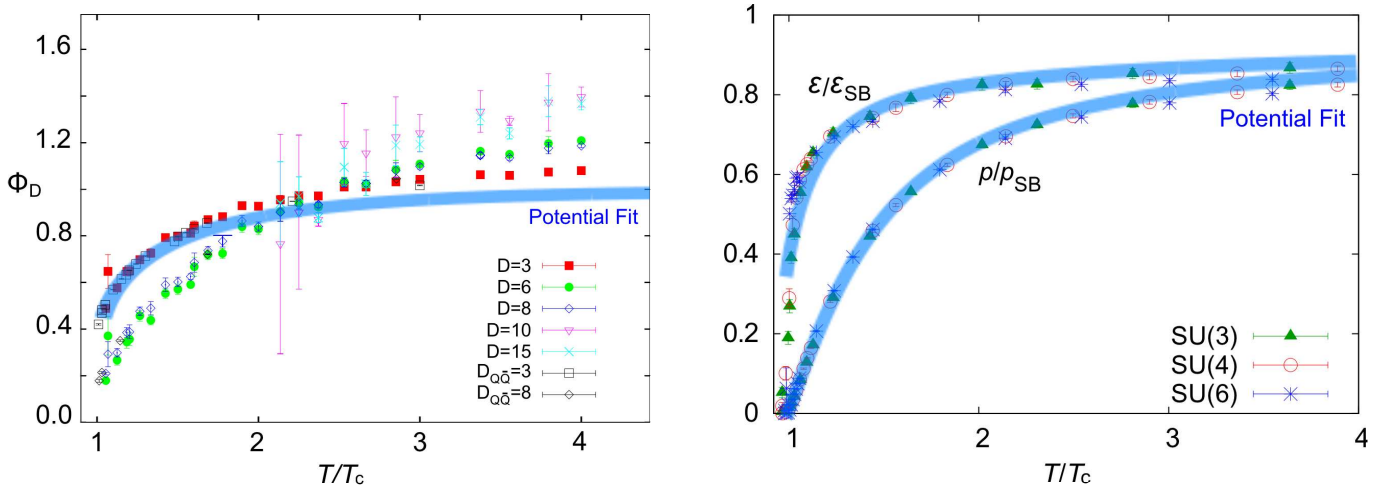 1.6
1.2
Φ_D
0.8
0.4
0.0
Potential Fit
D=3
D=6
D=8
D=10
D=15
D_QQ̄=3
D_QQ̄=8
1 2 3 4
T/T_c
1
0.8
0.6
0.4
0.2
0
ε/ε_SB
p/p_SB
Potential Fit
SU(3)
SU(4)
SU(6)
1 2 3 4
T/T_c